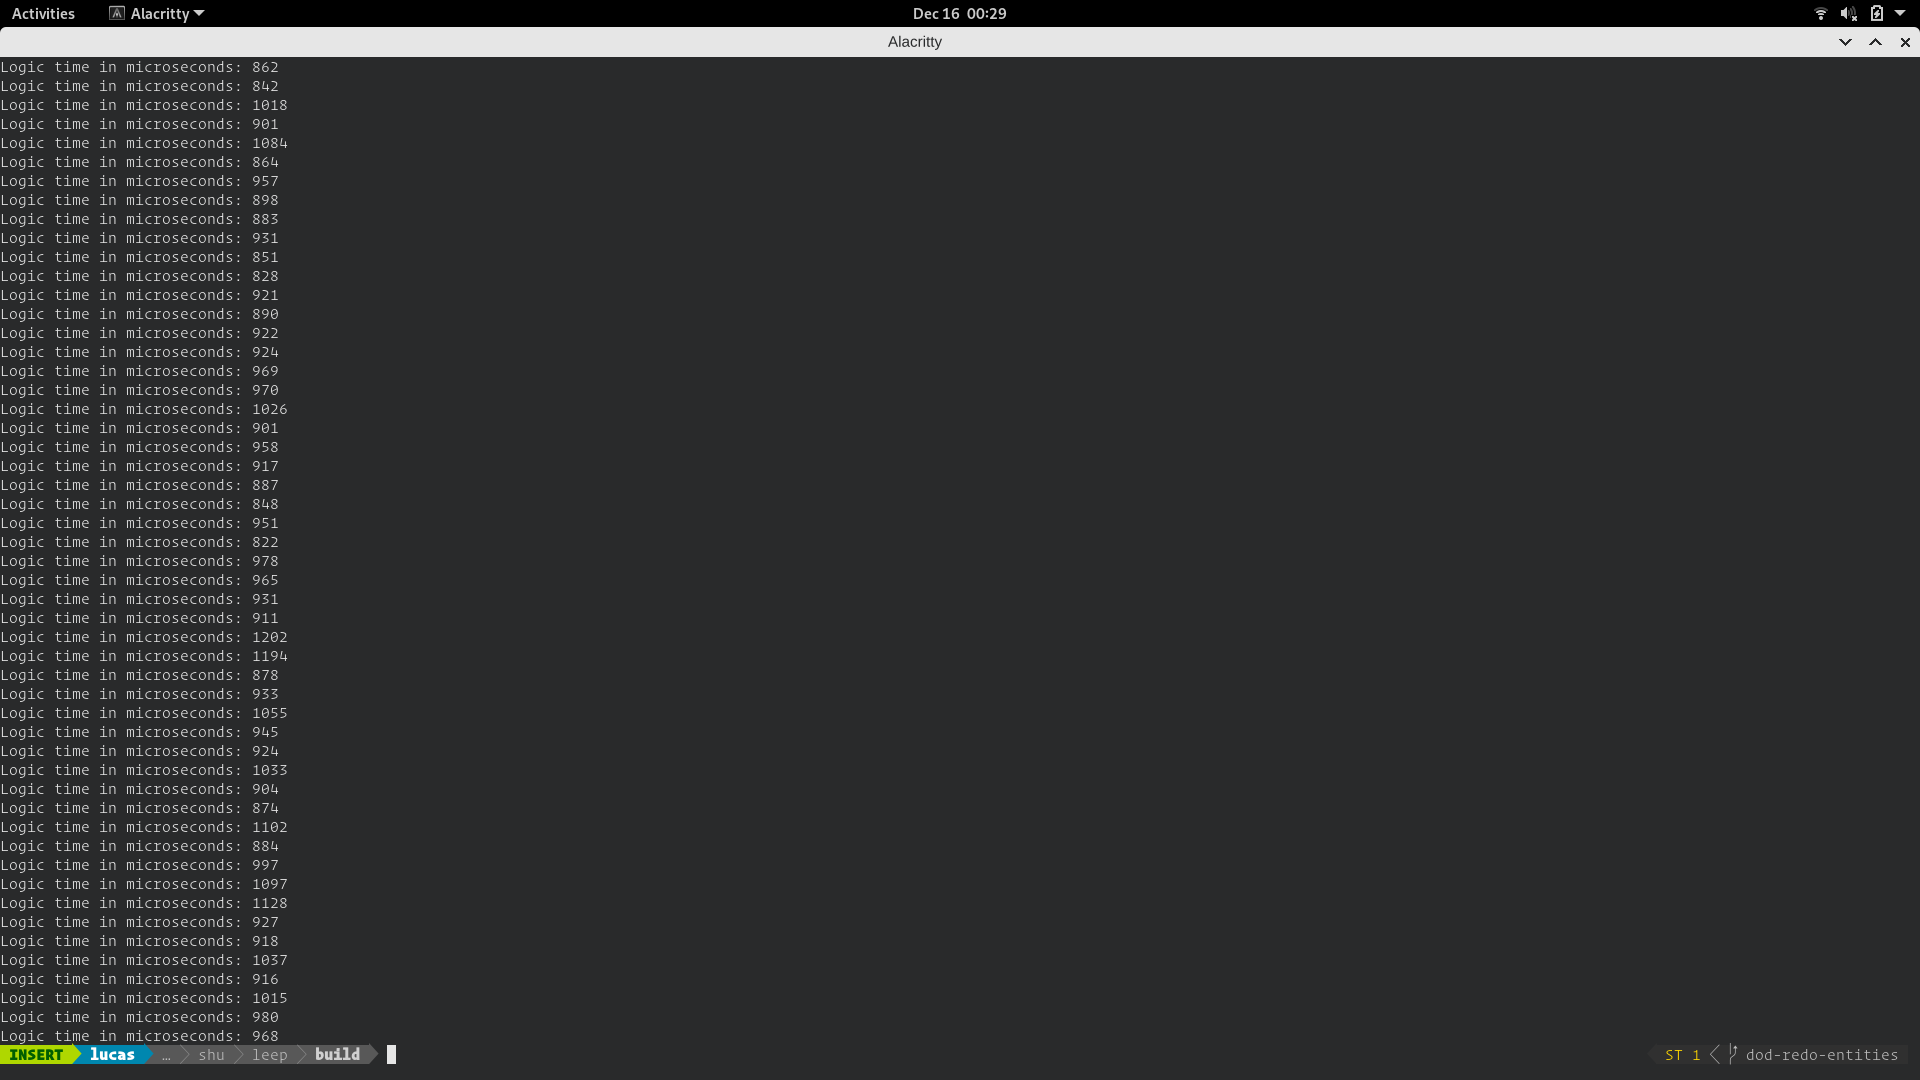 Activities Alacritty Dec 16 00:29
Alacritty
Logic time in microseconds: 862
Logic time in microseconds: 842
Logic time in microseconds: 1018
Logic time in microseconds: 901
Logic time in microseconds: 1084
Logic time in microseconds: 864
Logic time in microseconds: 957
Logic time in microseconds: 898
Logic time in microseconds: 883
Logic time in microseconds: 931
Logic time in microseconds: 851
Logic time in microseconds: 828
Logic time in microseconds: 921
Logic time in microseconds: 890
Logic time in microseconds: 922
Logic time in microseconds: 924
Logic time in microseconds: 969
Logic time in microseconds: 970
Logic time in microseconds: 1026
Logic time in microseconds: 901
Logic time in microseconds: 958
Logic time in microseconds: 917
Logic time in microseconds: 887
Logic time in microseconds: 848
Logic time in microseconds: 951
Logic time in microseconds: 822
Logic time in microseconds: 978
Logic time in microseconds: 965
Logic time in microseconds: 931
Logic time in microseconds: 911
Logic time in microseconds: 1202
Logic time in microseconds: 1194
Logic time in microseconds: 878
Logic time in microseconds: 933
Logic time in microseconds: 1055
Logic time in microseconds: 945
Logic time in microseconds: 924
Logic time in microseconds: 1033
Logic time in microseconds: 904
Logic time in microseconds: 874
Logic time in microseconds: 1102
Logic time in microseconds: 884
Logic time in microseconds: 997
Logic time in microseconds: 1097
Logic time in microseconds: 1128
Logic time in microseconds: 927
Logic time in microseconds: 918
Logic time in microseconds: 1037
Logic time in microseconds: 916
Logic time in microseconds: 1015
Logic time in microseconds: 980
Logic time in microseconds: 968
INSERT lucas … shu leep build ST 1 dod-redo-entities